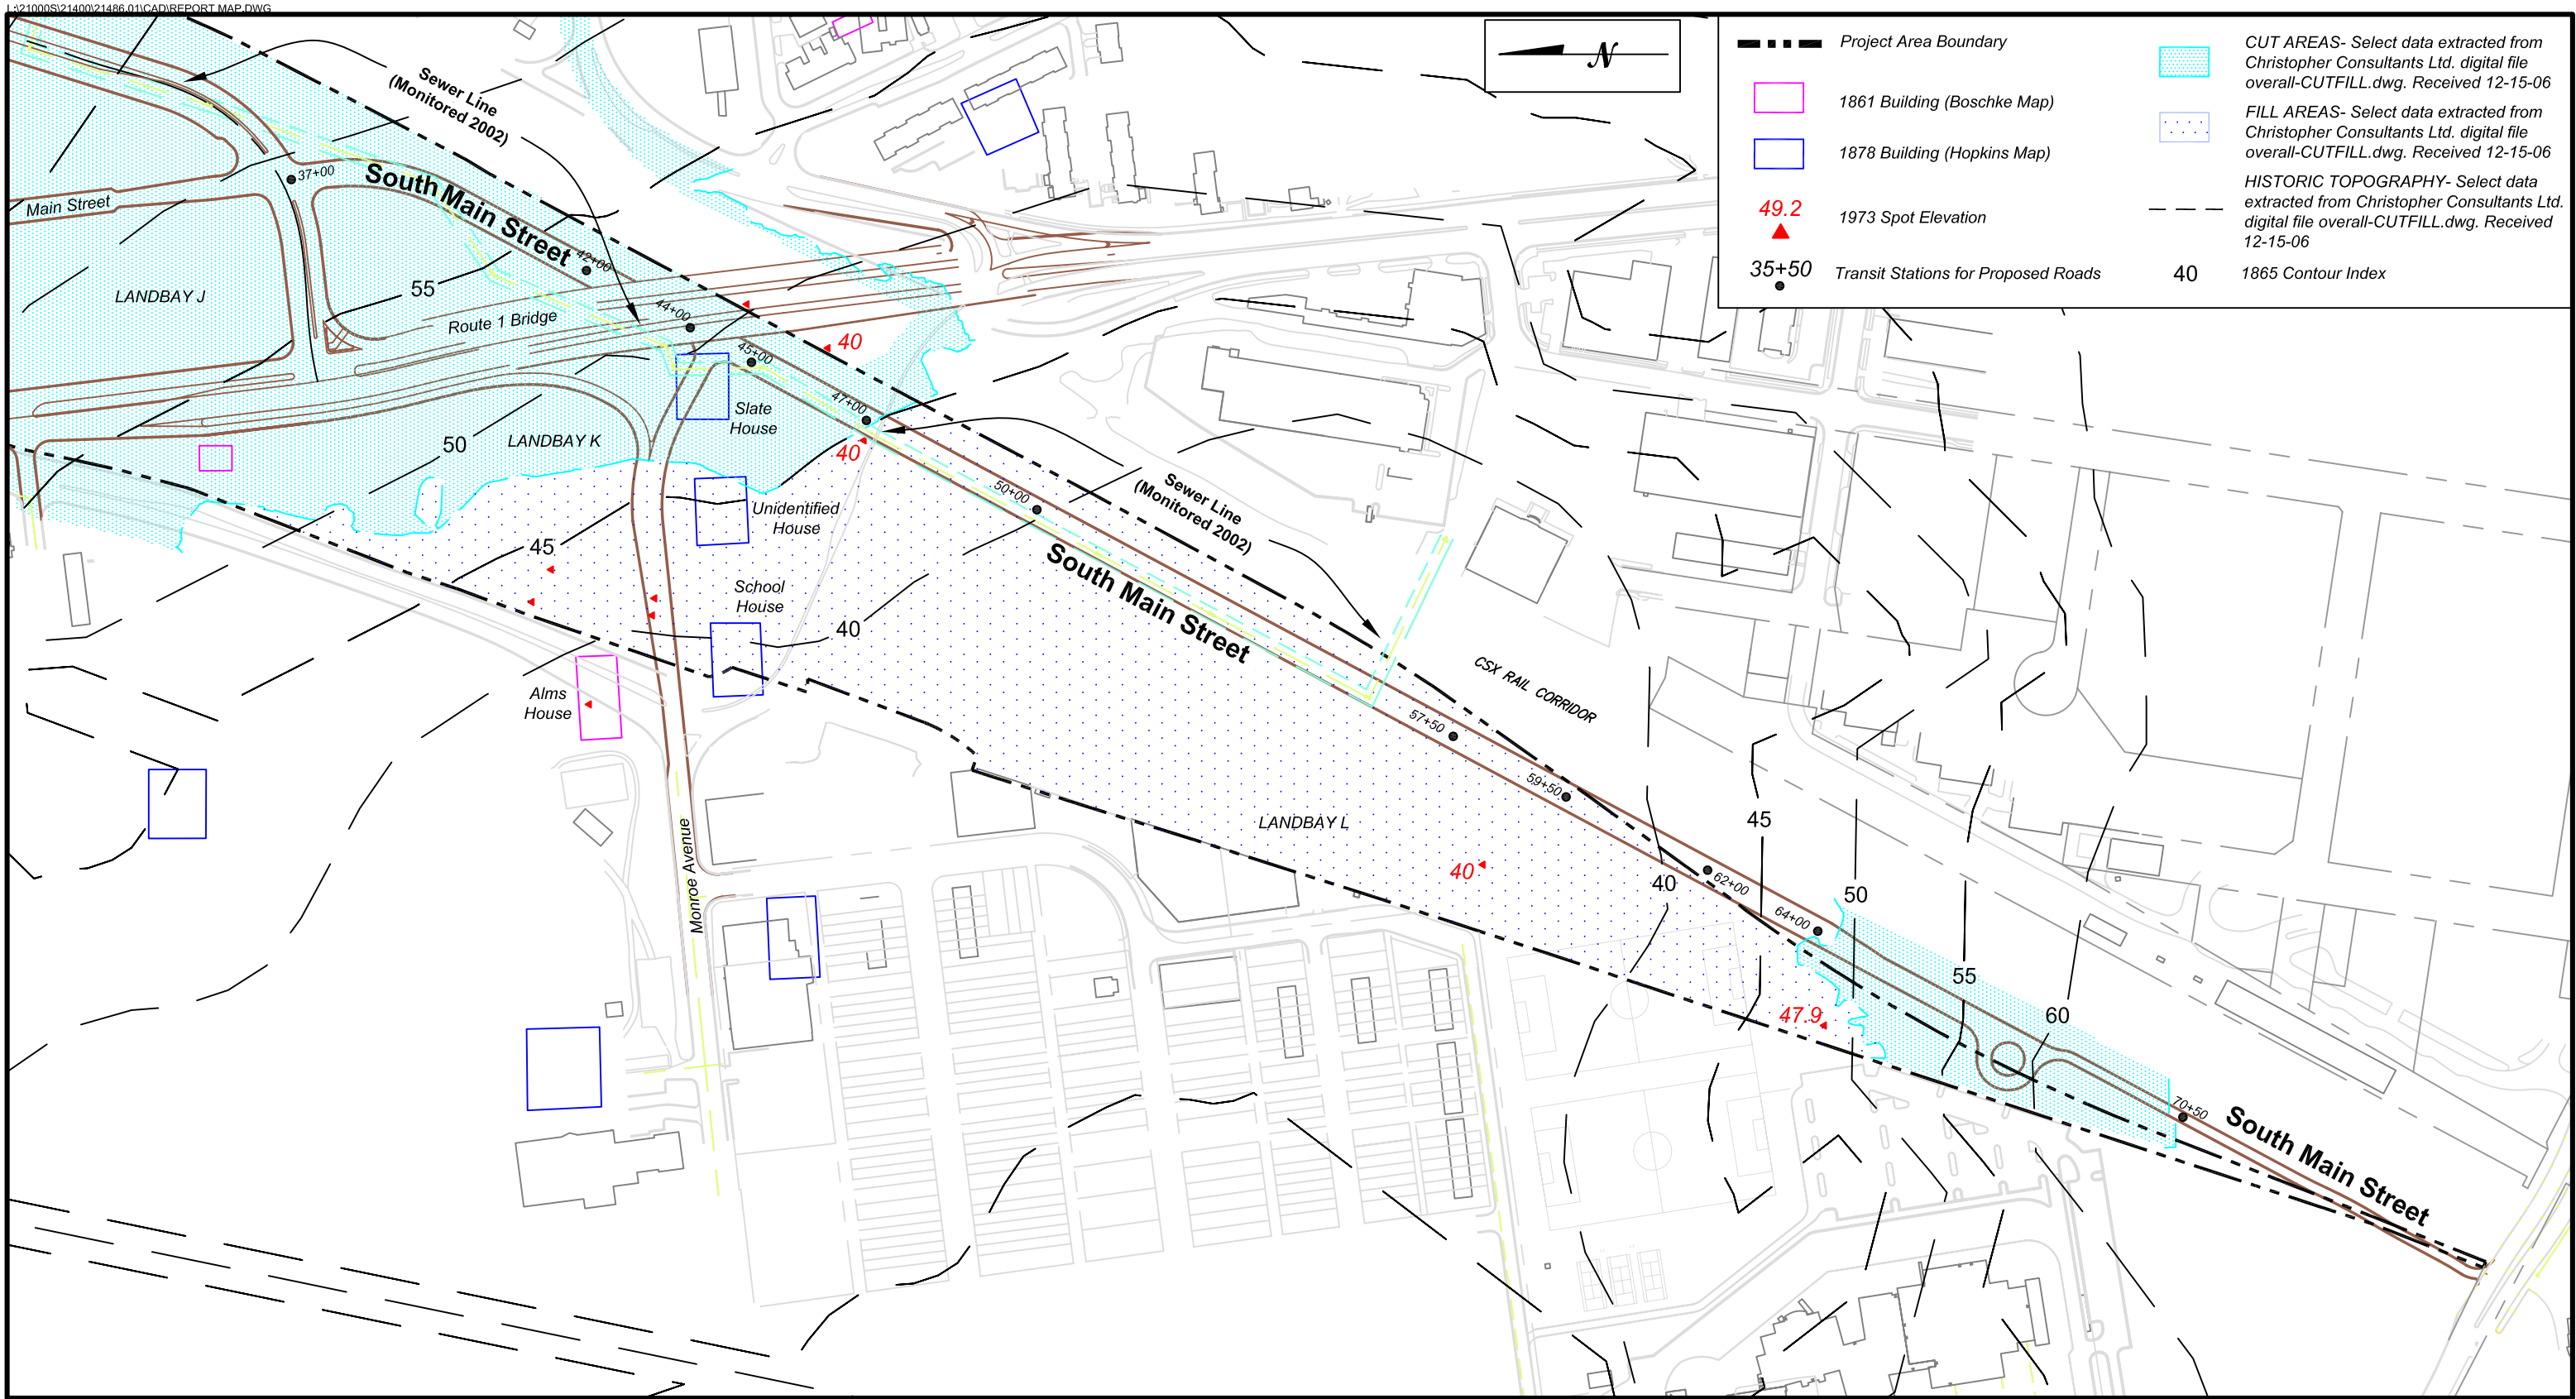 L:\21000S\21400\21486.01\CAD\REPORT MAP.DWG
N
Project Area Boundary
1861 Building (Boschke Map)
1878 Building (Hopkins Map)
49.2
1973 Spot Elevation
35+50
Transit Stations for Proposed Roads
CUT AREAS- Select data extracted from
Christopher Consultants Ltd. digital file
overall-CUTFILL.dwg. Received 12-15-06
FILL AREAS- Select data extracted from
Christopher Consultants Ltd. digital file
overall-CUTFILL.dwg. Received 12-15-06
HISTORIC TOPOGRAPHY- Select data
extracted from Christopher Consultants Ltd.
digital file overall-CUTFILL.dwg. Received
12-15-06
40
1865 Contour Index
Sewer Line
(Monitored 2002)
37+00
South Main Street
Main Street
42+00
LANDBAY J
55
Route 1 Bridge
44+00
45+00
40
47+00
Slate
House
50
LANDBAY K
40
Sewer Line
(Monitored 2002)
50+00
Unidentified
House
45
South Main Street
School
House
40
Alms
House
CSX RAIL CORRIDOR
57+50
59+50
Monroe Avenue
LANDBAY L
40
40
45
62+00
50
64+00
55
47.9
60
70+50
South Main Street